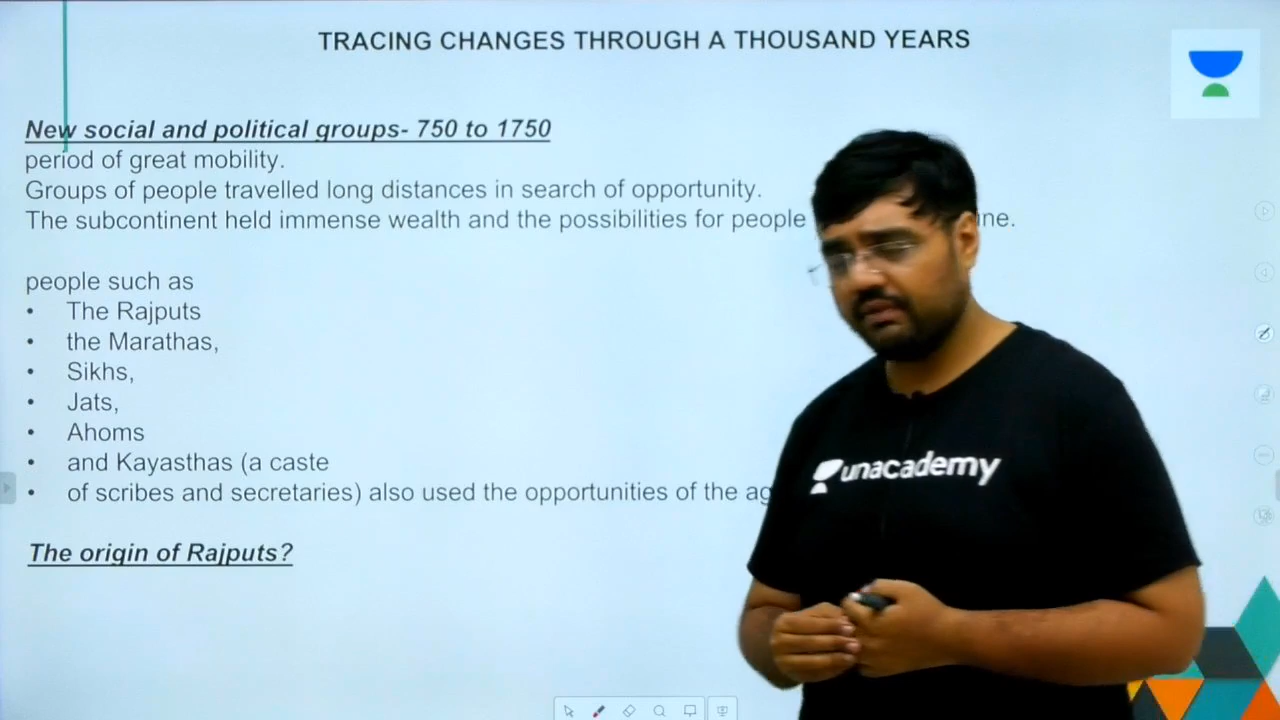 TRACING CHANGES THROUGH A THOUSAND YEARS
New social and political groups- 750 to 1750
period of great mobility.
Groups of people travelled long distances in search of opportunity.
The subcontinent held immense wealth and the possibilities for people
people such as
• The Rajputs
• the Marathas,
• Sikhs,
• Jats,
• Ahoms
• and Kayasthas (a caste
• of scribes and secretaries) also used the opportunities of the
unacademy
The origin of Rajputs?